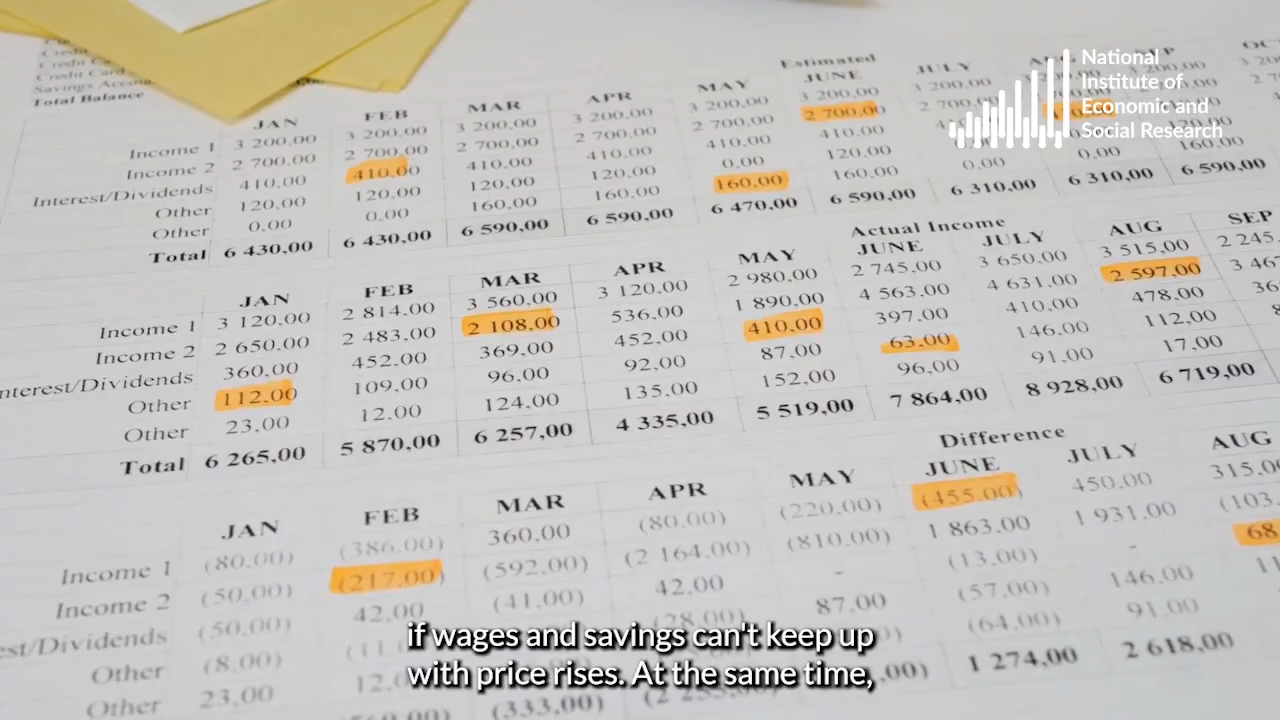 National
Institute of
Economic and
Social Research
Credit Card
Savings Accou
Total Balance
Estimated
JAN FEB MAR APR MAY JUNE JULY
Income 1 3 200,00 3 200,00 3 200,00 3 200,00 3 200,00 3 200,00
Income 2 2 700,00 2 700,00 2 700,00 2 700,00 2 700,00 2 700,00
Interest/Dividends 410,00 410,00 410,00 410,00 410,00 410,00
Other 120,00 120,00 120,00 120,00 0,00 120,00
Other 0,00 0,00 160,00 160,00 160,00 160,00 0,00 0,00 160,00
Total 6 430,00 6 430,00 6 590,00 6 590,00 6 470,00 6 590,00 6 310,00 6 310,00 6 590,00
Actual Income
JAN FEB MAR APR MAY JUNE JULY AUG SEP
Income 1 3 120,00 2 814,00 3 560,00 3 120,00 2 980,00 2 745,00 3 650,00 3 515,00
Income 2 2 650,00 2 483,00 2 108,00 536,00 1 890,00 4 563,00 4 631,00 2 597,00
nterest/Dividends 360,00 452,00 369,00 452,00 410,00 397,00 410,00 478,00
Other 112,00 109,00 96,00 92,00 87,00 63,00 146,00 112,00
Other 23,00 12,00 124,00 135,00 152,00 96,00 91,00 17,00
Total 6 265,00 5 870,00 6 257,00 4 335,00 5 519,00 7 864,00 8 928,00 6 719,00
Difference
JAN FEB MAR APR MAY JUNE JULY AUG
Income 1 (80,00) (386,00) 360,00 (80,00) (220,00) (455,00) 450,00 315,00
Income 2 (50,00) (217,00) (592,00) (2 164,00) (810,00) 1 863,00 1 931,00
est/Dividends (50,00) 42,00 (41,00) 42,00 - (13,00) -
Other (8,00) 87,00 (57,00) 146,00
Other 23,00 (64,00) 91,00
(333,00) 1 274,00 2 618,00
if wages and savings can't keep up
with price rises. At the same time,